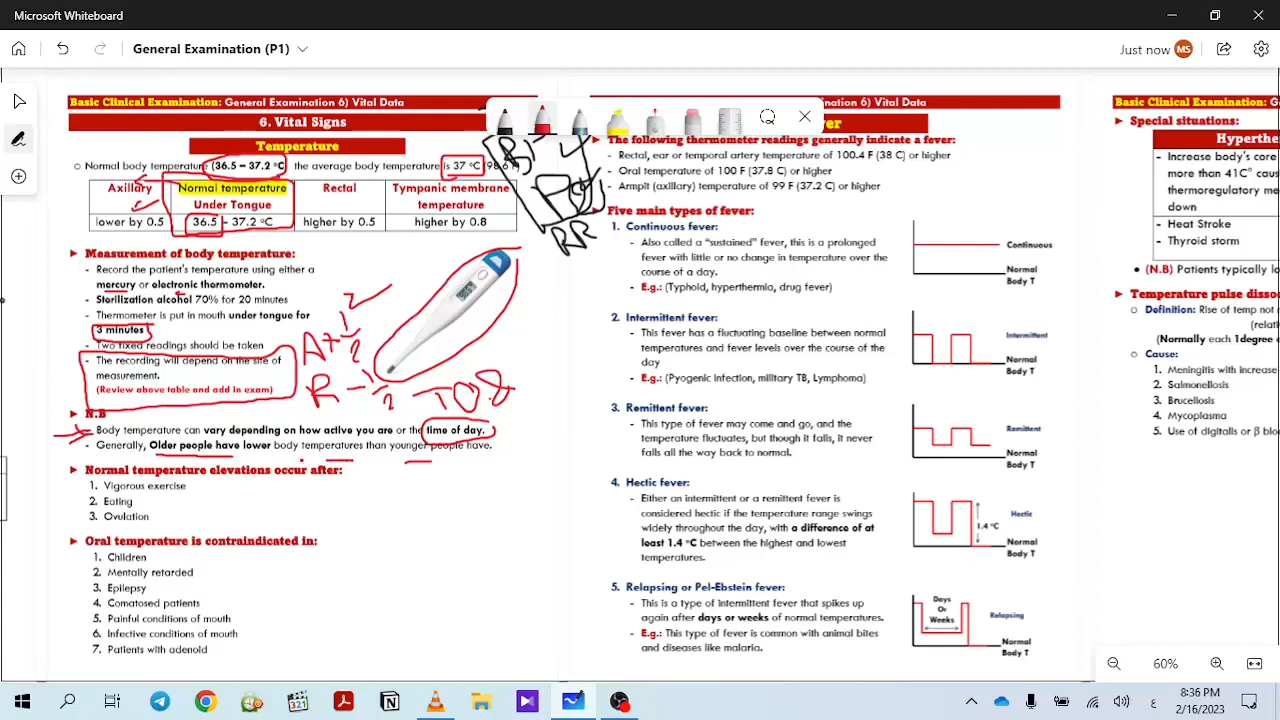 Microsoft Whiteboard
General Examination (P1)
Just now MS
Basic Clinical Examination: General Examination 6) Vital Data
6. Vital Signs
Temperature
Normal body temperature (36.5 – 37.2 °C) the average body temperature is 37 °C
Axillary
Normal temperature
Under Tongue
Rectal
Tympanic membrane
temperature
lower by 0.5
36.5 – 37.2 °C
higher by 0.5
higher by 0.8
Measurement of body temperature:
- Record the patient's temperature using either a
mercury or electronic thermometer.
- Sterilization alcohol 70% for 20 minutes
- Thermometer is put in mouth under tongue for
3 minutes
- Two fixed readings should be taken
- The recording will depend on the site of
measurement.
(Review above table and add in exam)
N.B
- Body temperature can vary depending on how active you are or the time of day.
- Generally, Older people have lower body temperatures than younger people have.
Normal temperature elevations occur after:
1. Vigorous exercise
2. Eating
3. Ovulation
Oral temperature is contraindicated in:
1. Children
2. Mentally retarded
3. Epilepsy
4. Comatosed patients
5. Painful conditions of mouth
6. Infective conditions of mouth
7. Patients with adenoid
RR
Ax 1/2
R - 1/2
T 0.8
ination 6) Vital Data
ver
The following thermometer readings generally indicate a fever:
- Rectal, ear or temporal artery temperature of 100.4 F (38 C) or higher
- Oral temperature of 100 F (37.8 C) or higher
- Armpit (axillary) temperature of 99 F (37.2 C) or higher
Five main types of fever:
1. Continuous fever:
- Also called a “sustained” fever, this is a prolonged
fever with little or no change in temperature over the
course of a day.
- E.g.: (Typhoid, hyperthermia, drug fever)
Continuous
Normal
Body T
2. Intermittent fever:
- This fever has a fluctuating baseline between normal
temperatures and fever levels over the course of the
day
- E.g.: (Pyogenic infection, military TB, Lymphoma)
Intermittent
Normal
Body T
3. Remittent fever:
- This type of fever may come and go, and the
temperature fluctuates, but though it falls, it never
falls all the way back to normal.
Remittent
Normal
Body T
4. Hectic fever:
- Either an intermittent or a remittent fever is
considered hectic if the temperature range swings
widely throughout the day, with a difference of at
least 1.4 °C between the highest and lowest
temperatures.
Hectic
1.4 °C
Normal
Body T
5. Relapsing or Pel-Ebstein fever:
- This is a type of intermittent fever that spikes up
again after days or weeks of normal temperatures.
- E.g.: This type of fever is common with animal bites
and diseases like malaria.
Days
Or
Weeks
Relapsing
Normal
Body T
Basic Clinical Examination: G
Special situations:
Hyperthe
- Increase body's core
more than 41C° caus
thermoregulatory me
down
- Heat Stroke
- Thyroid storm
(N.B) Patients typically la
Temperature pulse disso
Definition: Rise of temp not
(relat
(Normally each 1degree
Cause:
1. Meningitis with increase
2. Salmonellosis
3. Brucellosis
4. Mycoplasma
5. Use of digitalis or β bloc
60%
321
8:36 PM
2/16/2023